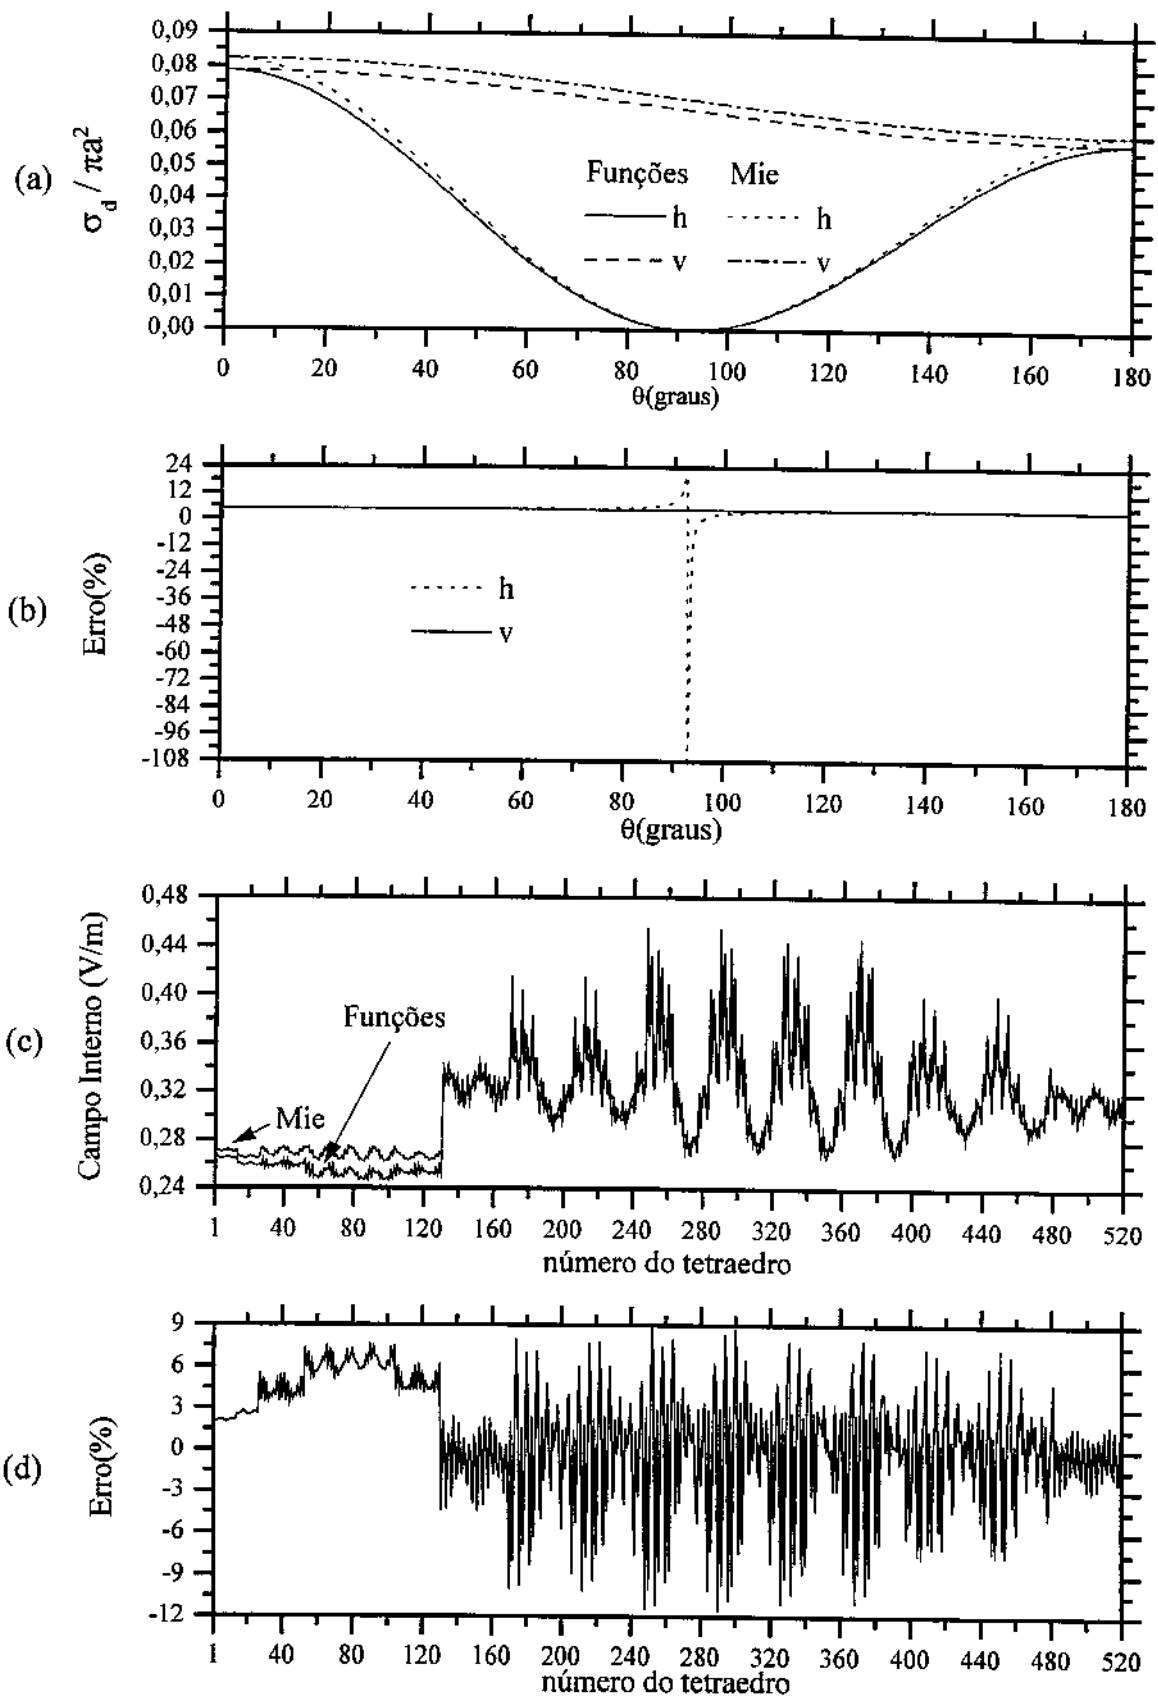 (a)
σd / πa²
0,09
0,08
0,07
0,06
0,05
0,04
0,03
0,02
0,01
0,00
Funções Mie
h h
v v
0 20 40 60 80 100 120 140 160 180
θ(graus)
(b)
Erro(%)
24
12
0
-12
-24
-36
-48
-60
-72
-84
-96
-108
h
v
0 20 40 60 80 100 120 140 160 180
θ(graus)
(c)
Campo Interno (V/m)
0,48
0,44
0,40
0,36
0,32
0,28
0,24
Funções
Mie
1 40 80 120 160 200 240 280 320 360 400 440 480 520
número do tetraedro
(d)
Erro(%)
9
6
3
0
-3
-6
-9
-12
1 40 80 120 160 200 240 280 320 360 400 440 480 520
número do tetraedro